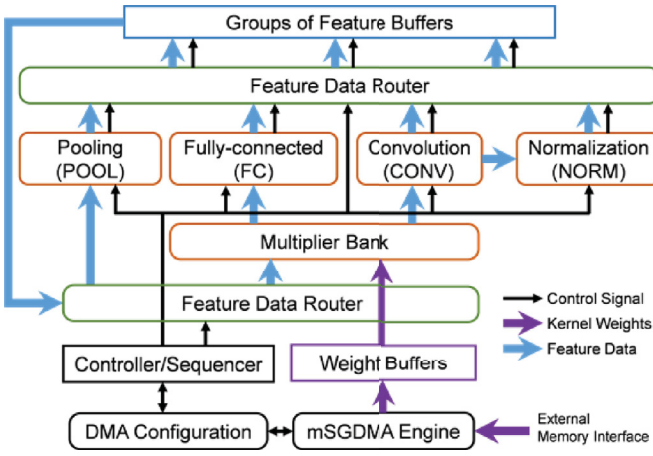 Groups of Feature Buffers
Feature Data Router
Pooling
(POOL)
Fully-connected
(FC)
Convolution
(CONV)
Normalization
(NORM)
Multiplier Bank
Feature Data Router
Control Signal
Kernel Weights
Feature Data
Controller/Sequencer
Weight Buffers
DMA Configuration
mSGDMA Engine
External
Memory Interface